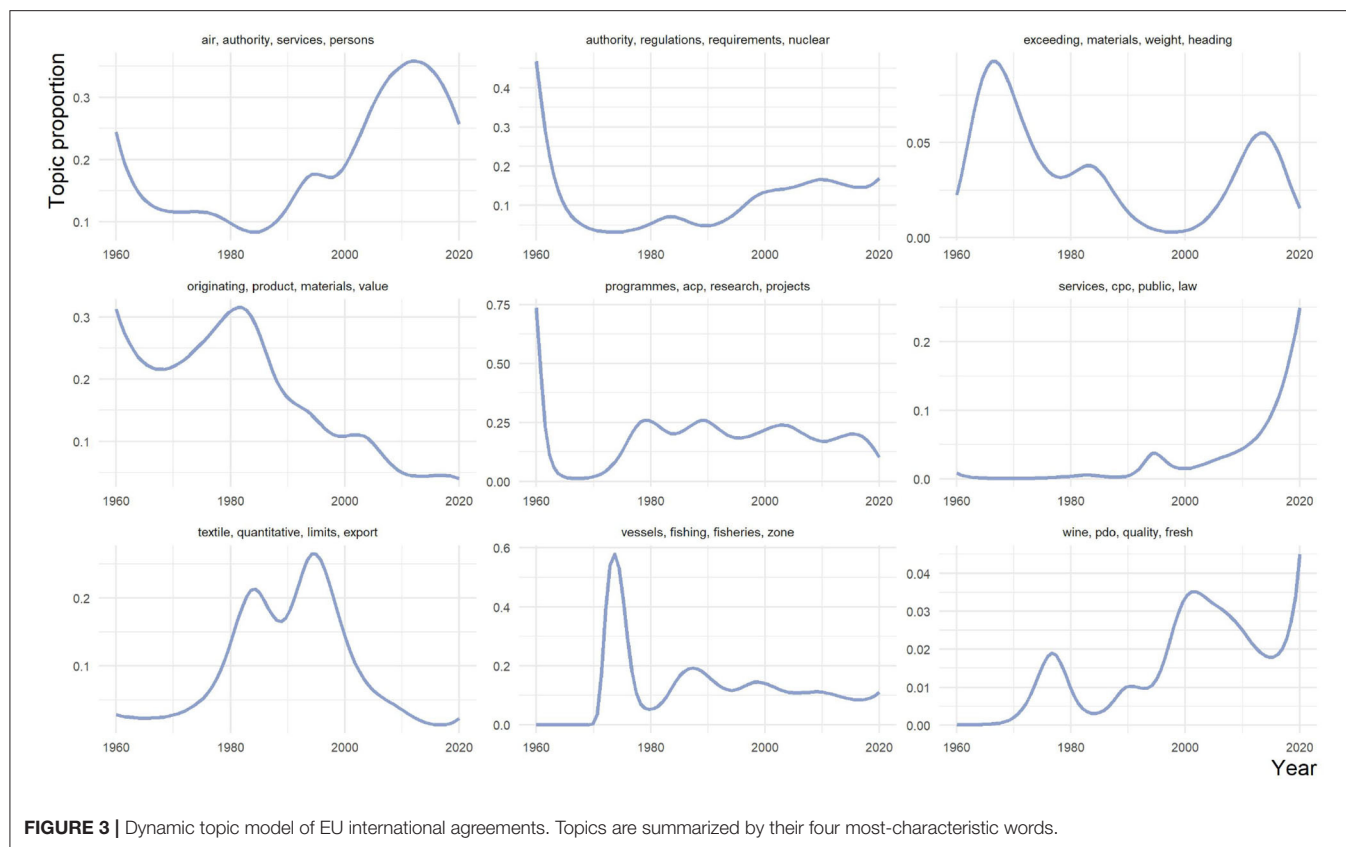 Topic proportion
air, authority, services, persons
0.3
0.2
0.1
1960 1980 2000 2020
authority, regulations, requirements, nuclear
0.4
0.3
0.2
0.1
1960 1980 2000 2020
exceeding, materials, weight, heading
0.05
0.00
1960 1980 2000 2020
originating, product, materials, value
0.3
0.2
0.1
1960 1980 2000 2020
programmes, acp, research, projects
0.75
0.50
0.25
0.00
1960 1980 2000 2020
services, cpc, public, law
0.2
0.1
0.0
1960 1980 2000 2020
textile, quantitative, limits, export
0.2
0.1
1960 1980 2000 2020
vessels, fishing, fisheries, zone
0.6
0.4
0.2
0.0
1960 1980 2000 2020
wine, pdo, quality, fresh
0.04
0.03
0.02
0.01
0.00
1960 1980 2000 2020
Year
FIGURE 3 | Dynamic topic model of EU international agreements. Topics are summarized by their four most-characteristic words.